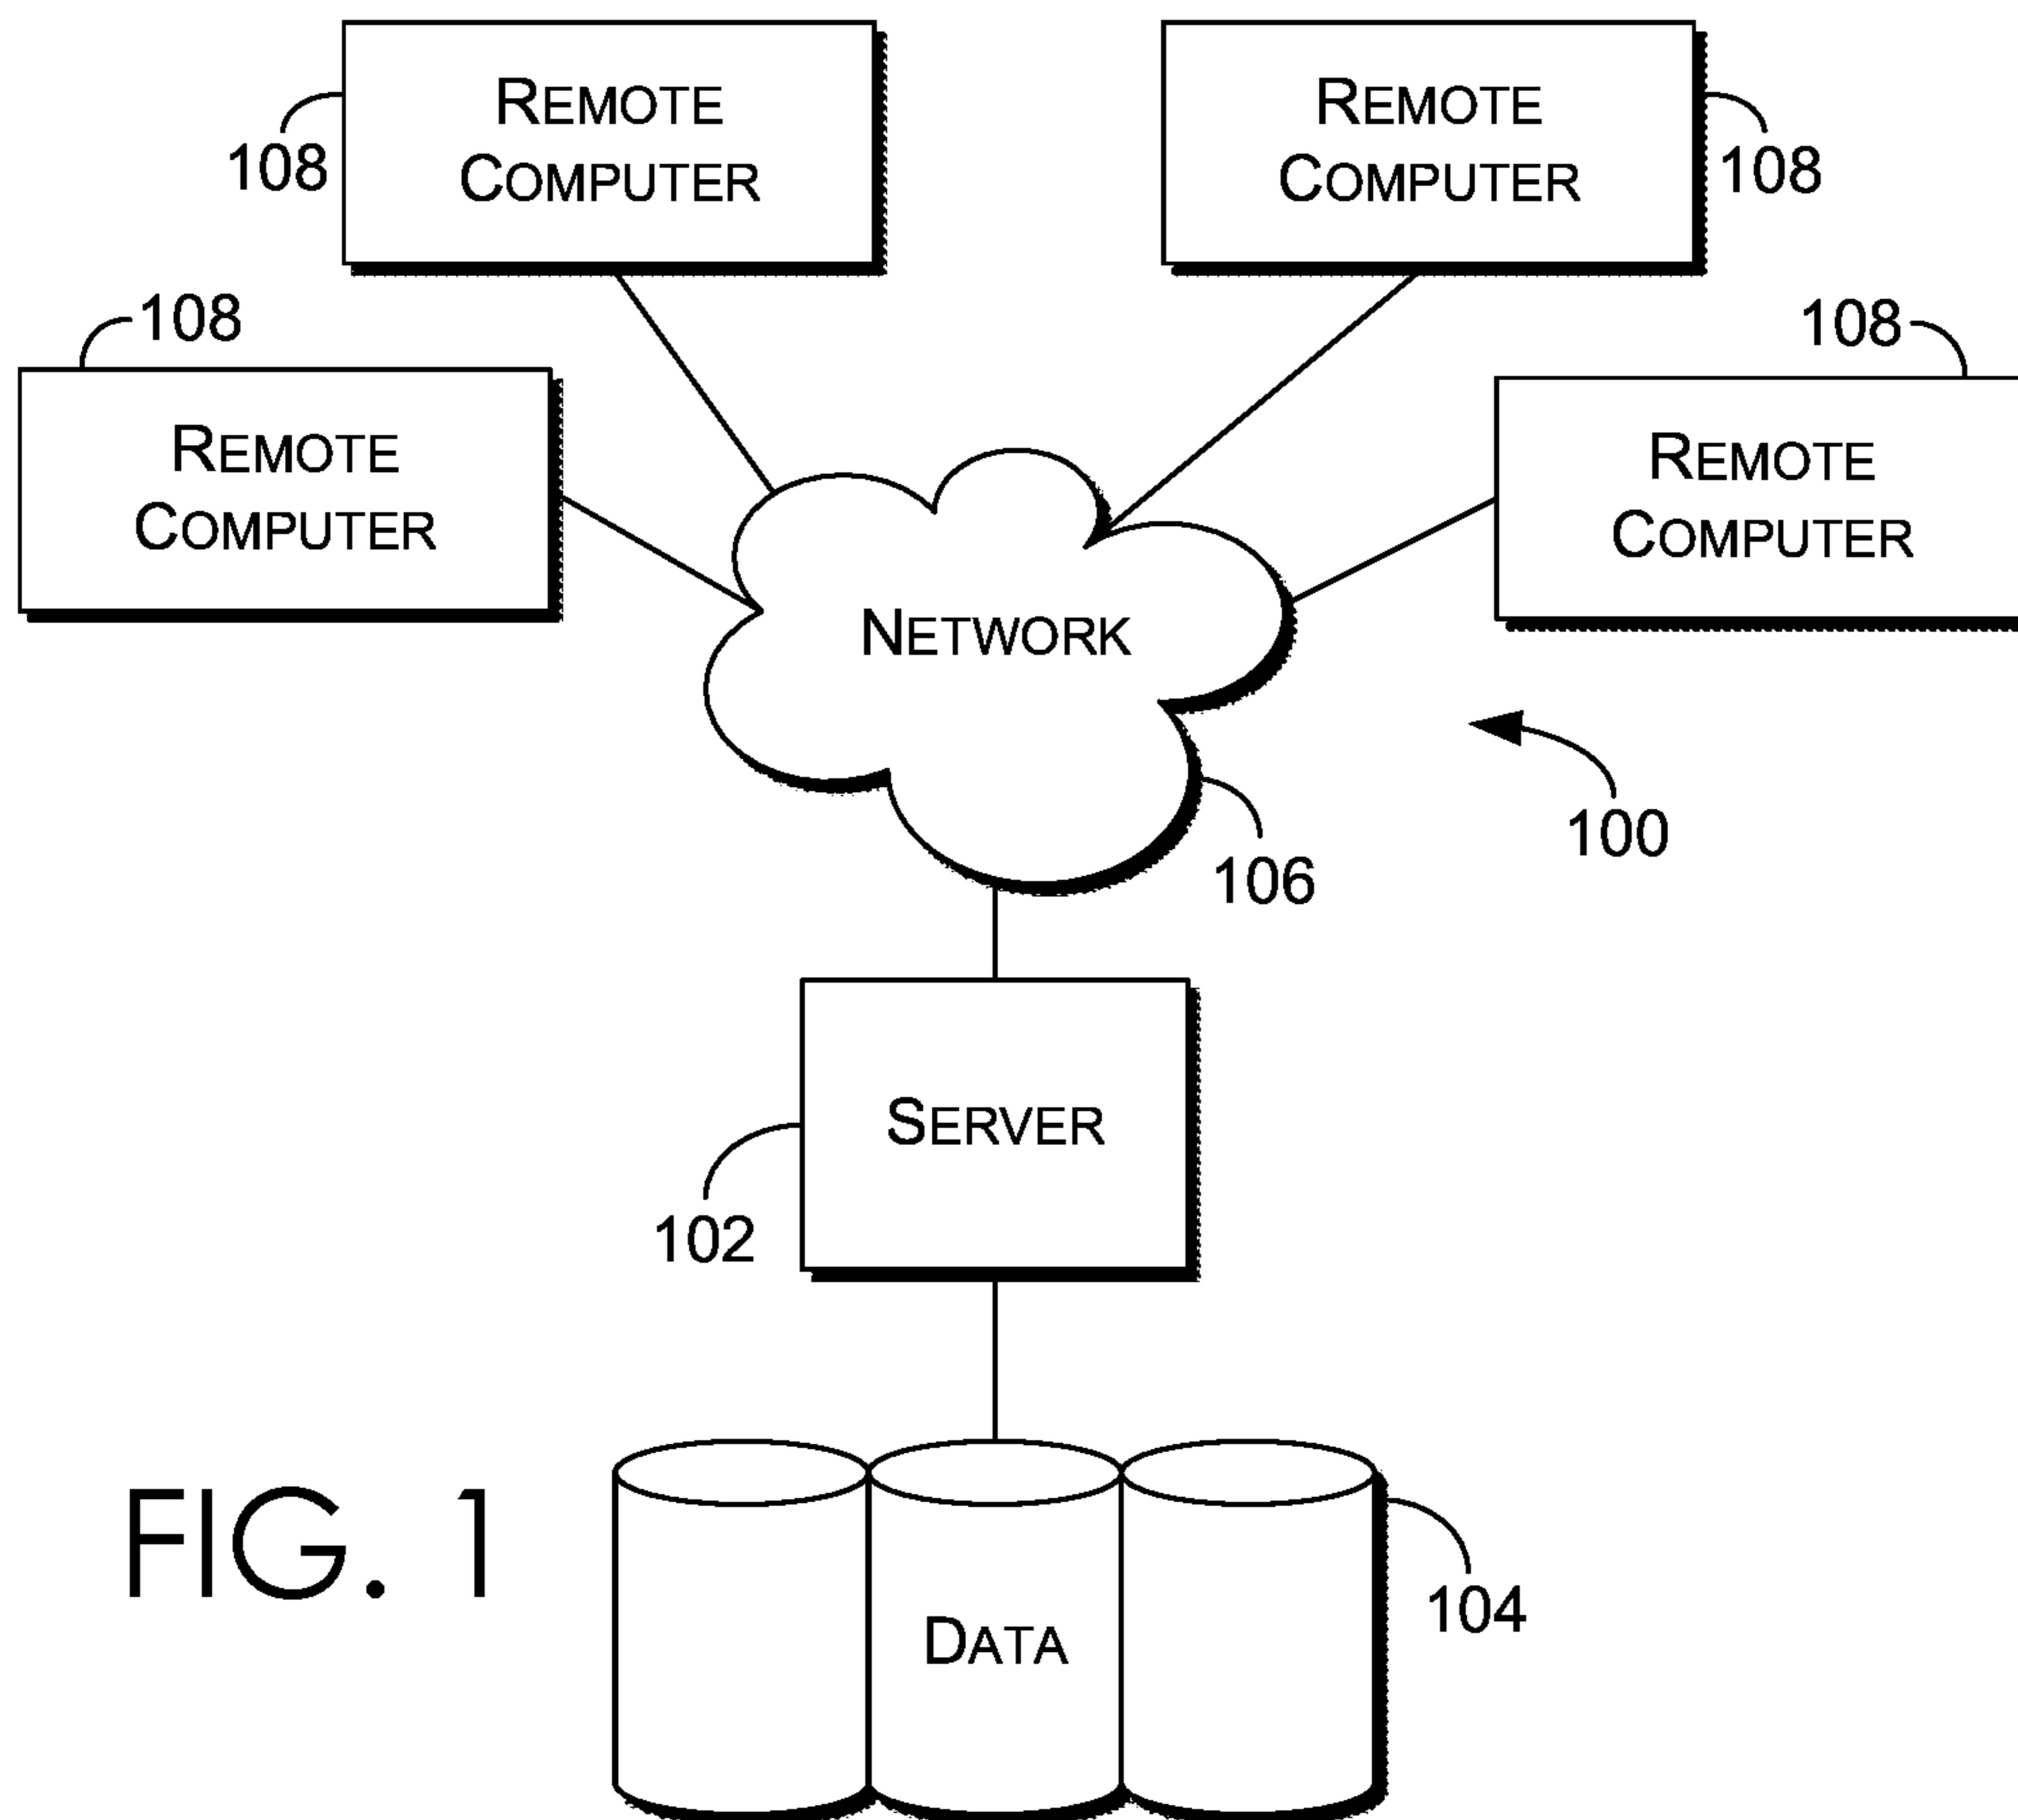 REMOTE
COMPUTER
108
REMOTE
COMPUTER
108
108
REMOTE
COMPUTER
108
REMOTE
COMPUTER
NETWORK
100
106
SERVER
102
FIG. 1
DATA
104